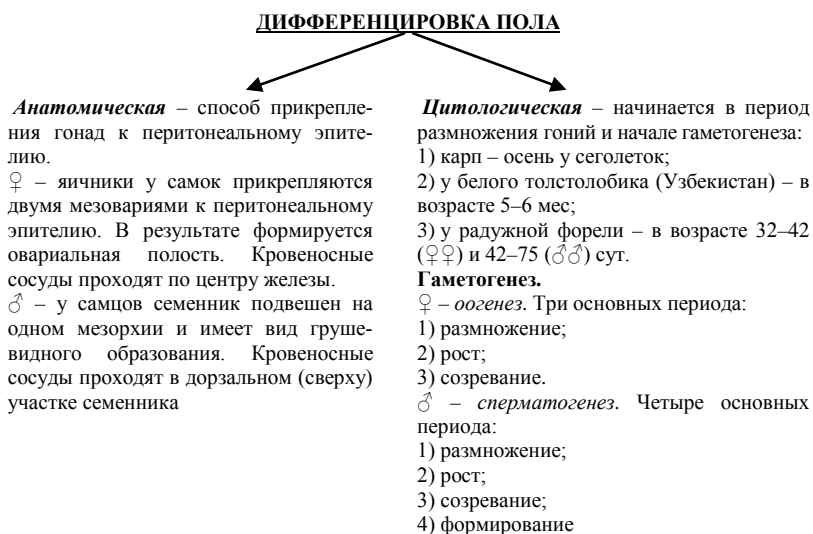 ДИФФЕРЕНЦИРОВКА ПОЛА
Анатомическая – способ прикрепле-
ния гонад к перитонеальному эпите-
лию.
♀ – яичники у самок прикрепляются
двумя мезовариями к перитонеальному
эпителию. В результате формируется
овариальная полость. Кровеносные
сосуды проходят по центру железы.
♂ – у самцов семенник подвешен на
одном мезорхии и имеет вид груше-
видного образования. Кровеносные
сосуды проходят в дорзальном (сверху)
участке семенника
Цитологическая – начинается в период
размножения гоний и начале гаметогенеза:
1) карп – осень у сеголеток;
2) у белого толстолобика (Узбекистан) – в
возрасте 5–6 мес;
3) у радужной форели – в возрасте 32–42
(♀♀) и 42–75 (♂♂) сут.
Гаметогенез.
♀ – оогенез. Три основных периода:
1) размножение;
2) рост;
3) созревание.
♂ – сперматогенез. Четыре основных
периода:
1) размножение;
2) рост;
3) созревание;
4) формирование